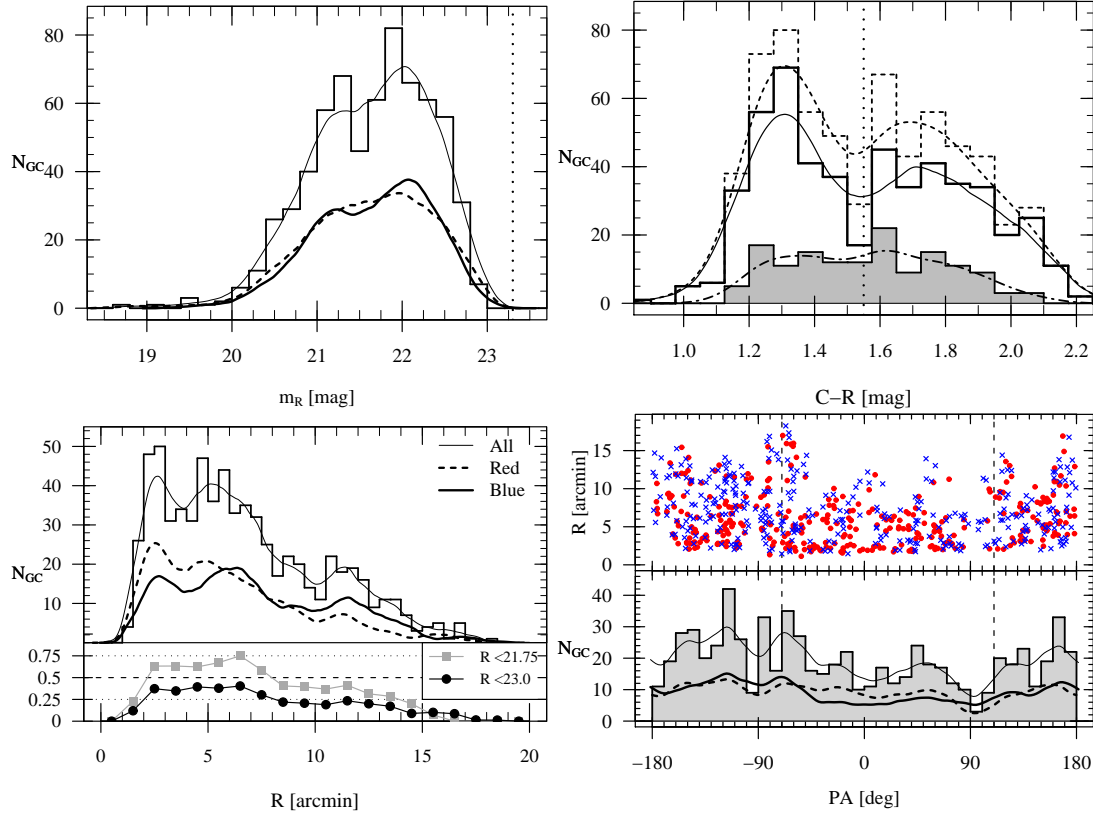 80
60
N_GC 40
20
0
19 20 21 22 23
m_R [mag]
80
60
N_GC 40
20
0
1.0 1.2 1.4 1.6 1.8 2.0 2.2
C−R [mag]
50
40
30
20
N_GC
10
All
Red
Blue
0.75
0.5
0.25
0
R <21.75
R <23.0
0 5 10 15 20
R [arcmin]
15
10
5
0
R [arcmin]
40
30
N_GC
20
10
0
−180 −90 0 90 180
PA [deg]